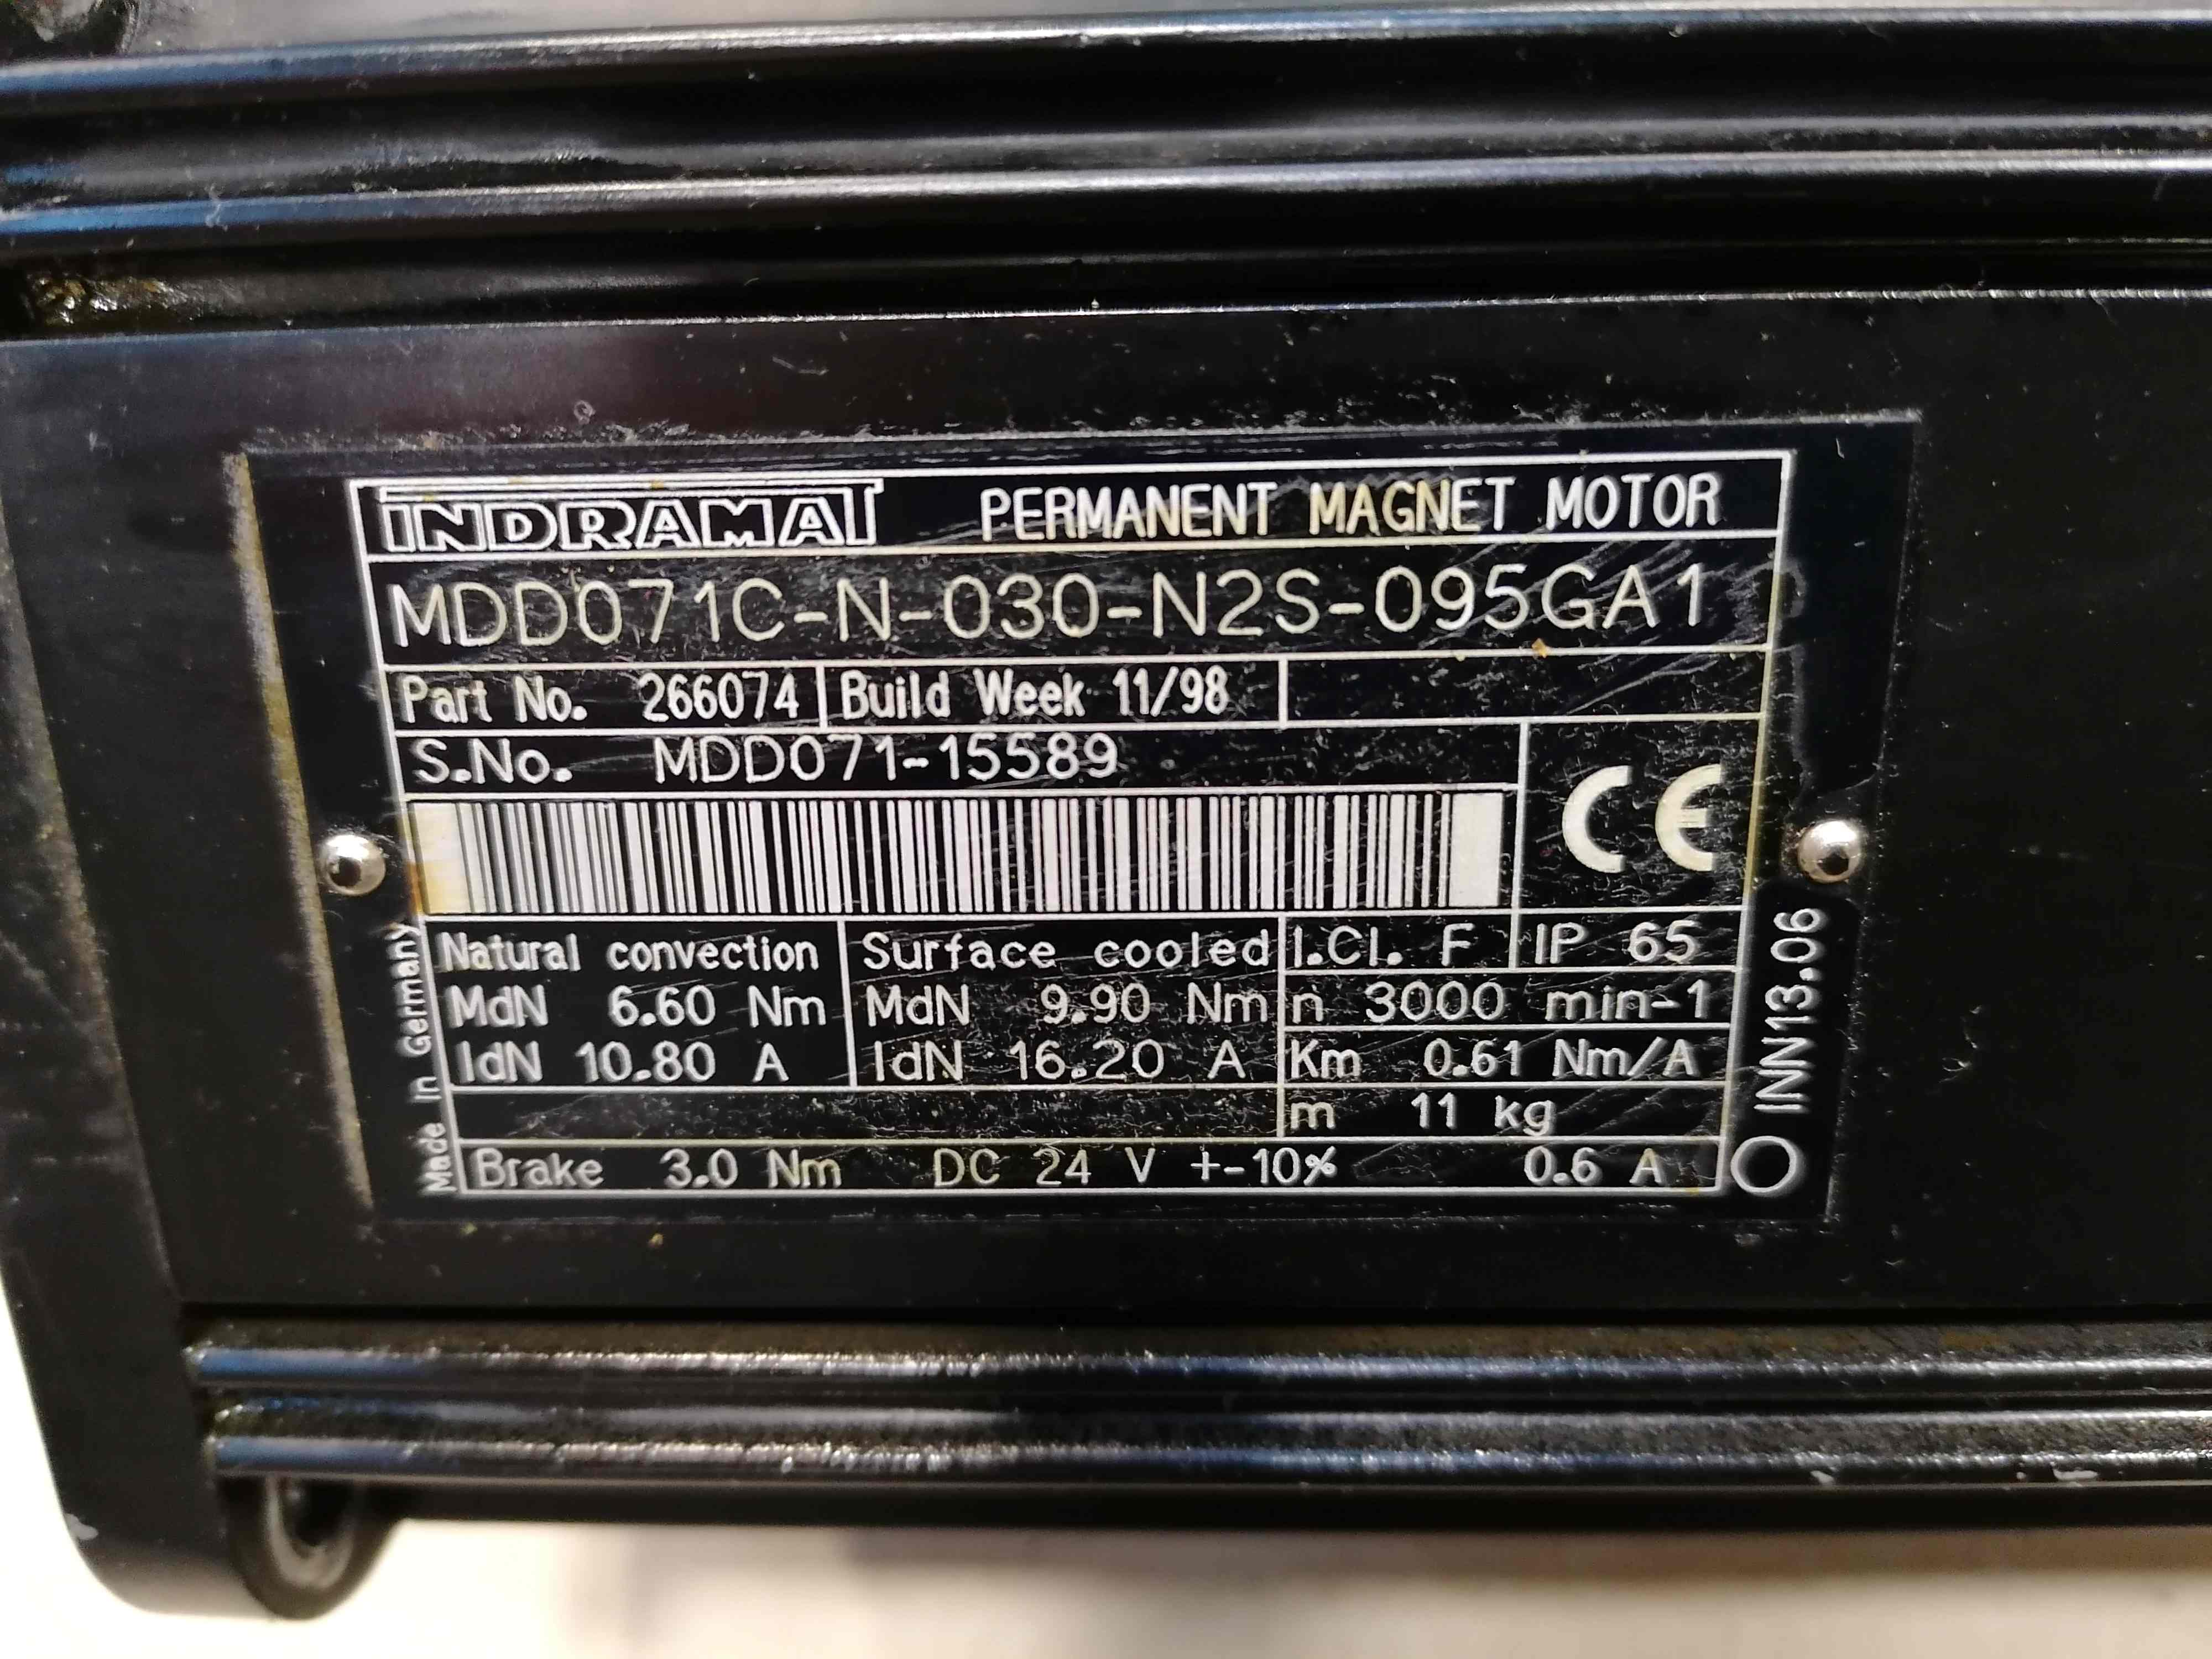 INDRAMAT PERMANENT MAGNET MOTOR
MDD071C-N-030-N2S-095GA1
Part No. 266074 Build Week 11/98
S.No. MDD071-15589
CE
Natural convection Surface cooled I.Cl. F IP 65
MdN 6.60 Nm MdN 9.90 Nm n 3000 min-1
IdN 10.80 A IdN 16.20 A Km 0.61 Nm/A
m 11 kg
Brake 3.0 Nm DC 24 V +-10% 0.6 A
Made in Germany
INN13.06